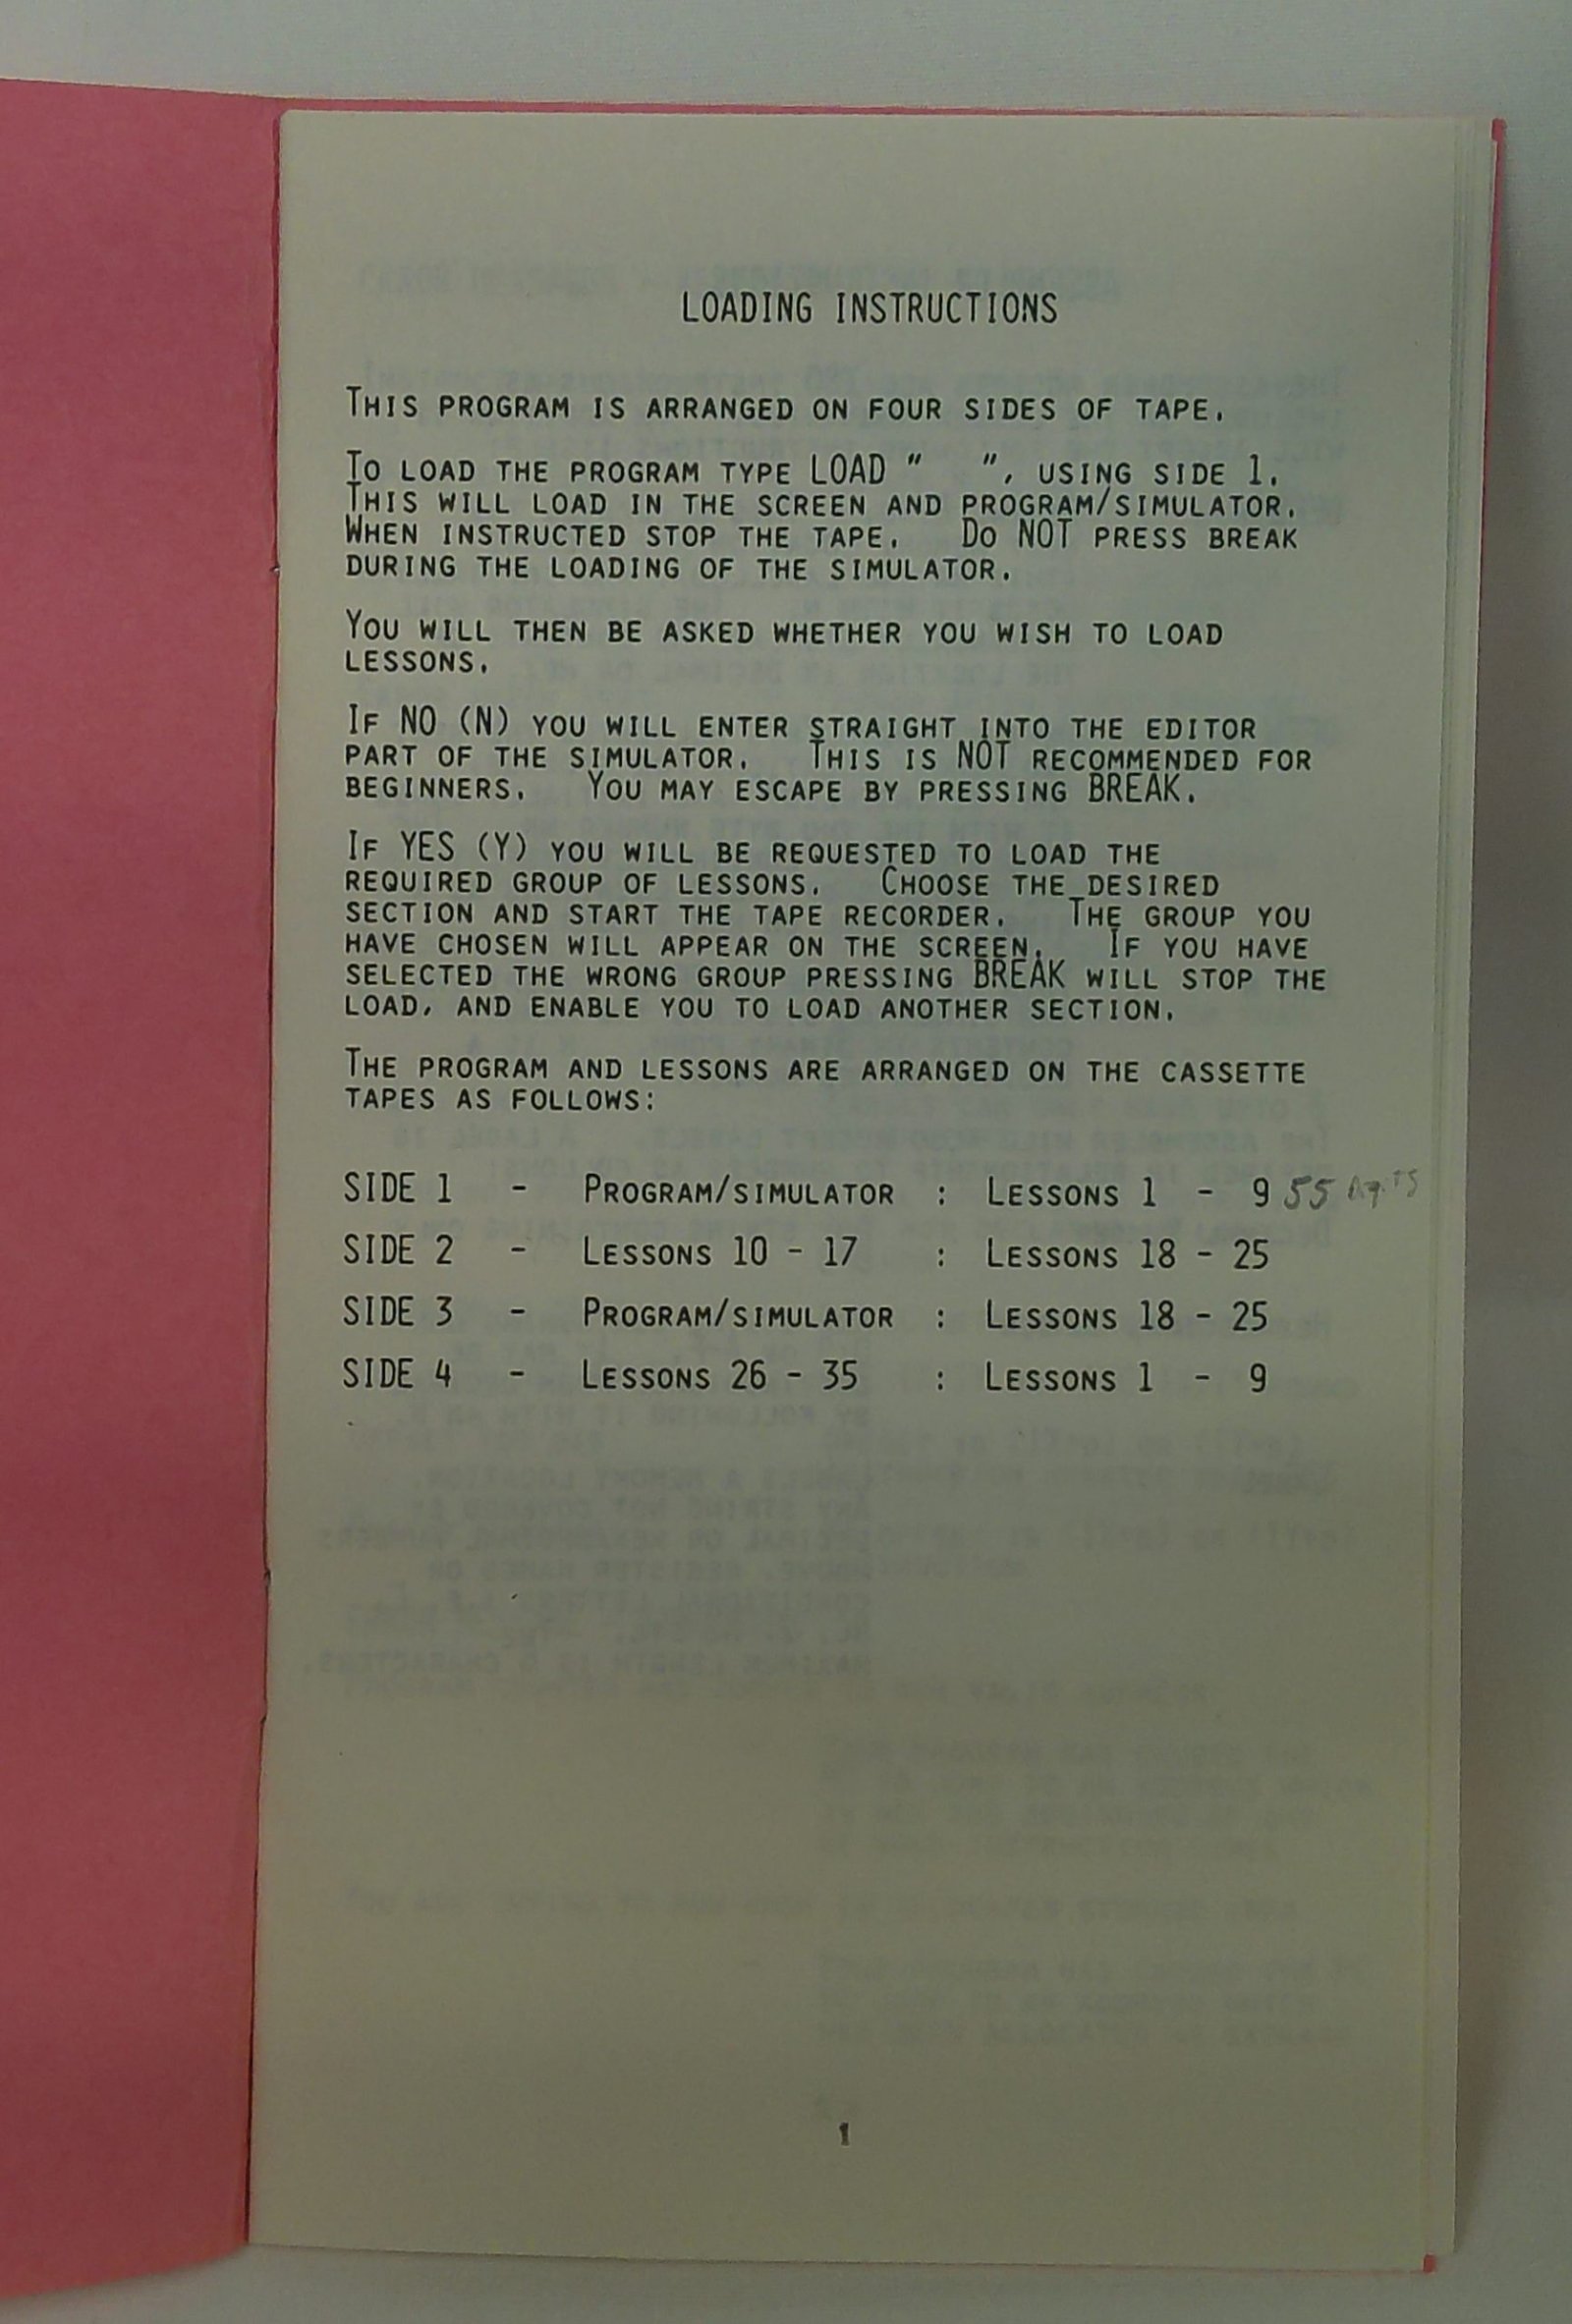 LOADING INSTRUCTIONS
THIS PROGRAM IS ARRANGED ON FOUR SIDES OF TAPE.
TO LOAD THE PROGRAM TYPE LOAD "   ", USING SIDE 1.
THIS WILL LOAD IN THE SCREEN AND PROGRAM/SIMULATOR.
WHEN INSTRUCTED STOP THE TAPE.   DO NOT PRESS BREAK
DURING THE LOADING OF THE SIMULATOR.
YOU WILL THEN BE ASKED WHETHER YOU WISH TO LOAD
LESSONS.
IF NO (N) YOU WILL ENTER STRAIGHT INTO THE EDITOR
PART OF THE SIMULATOR.   THIS IS NOT RECOMMENDED FOR
BEGINNERS.   YOU MAY ESCAPE BY PRESSING BREAK.
IF YES (Y) YOU WILL BE REQUESTED TO LOAD THE
REQUIRED GROUP OF LESSONS.   CHOOSE THE DESIRED
SECTION AND START THE TAPE RECORDER.   THE GROUP YOU
HAVE CHOSEN WILL APPEAR ON THE SCREEN.   IF YOU HAVE
SELECTED THE WRONG GROUP PRESSING BREAK WILL STOP THE
LOAD, AND ENABLE YOU TO LOAD ANOTHER SECTION.
THE PROGRAM AND LESSONS ARE ARRANGED ON THE CASSETTE
TAPES AS FOLLOWS:
SIDE 1 - PROGRAM/SIMULATOR : LESSONS 1 - 9 55
SIDE 2 - LESSONS 10 - 17 : LESSONS 18 - 25
SIDE 3 - PROGRAM/SIMULATOR : LESSONS 18 - 25
SIDE 4 - LESSONS 26 - 35 : LESSONS 1 - 9
1